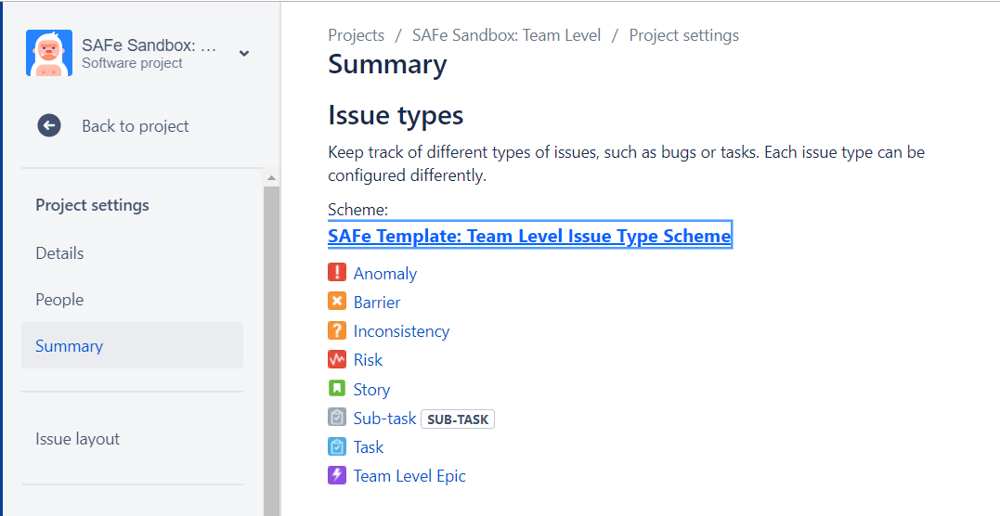 SAFe Sandbox: ...
Software project
Back to project
Project settings
Details
People
Summary
Issue layout
Projects / SAFe Sandbox: Team Level / Project settings
Summary
Issue types
Keep track of different types of issues, such as bugs or tasks. Each issue type can be
configured differently.
Scheme:
SAFe Template: Team Level Issue Type Scheme
Anomaly
Barrier
Inconsistency
Risk
Story
Sub-task SUB-TASK
Task
Team Level Epic